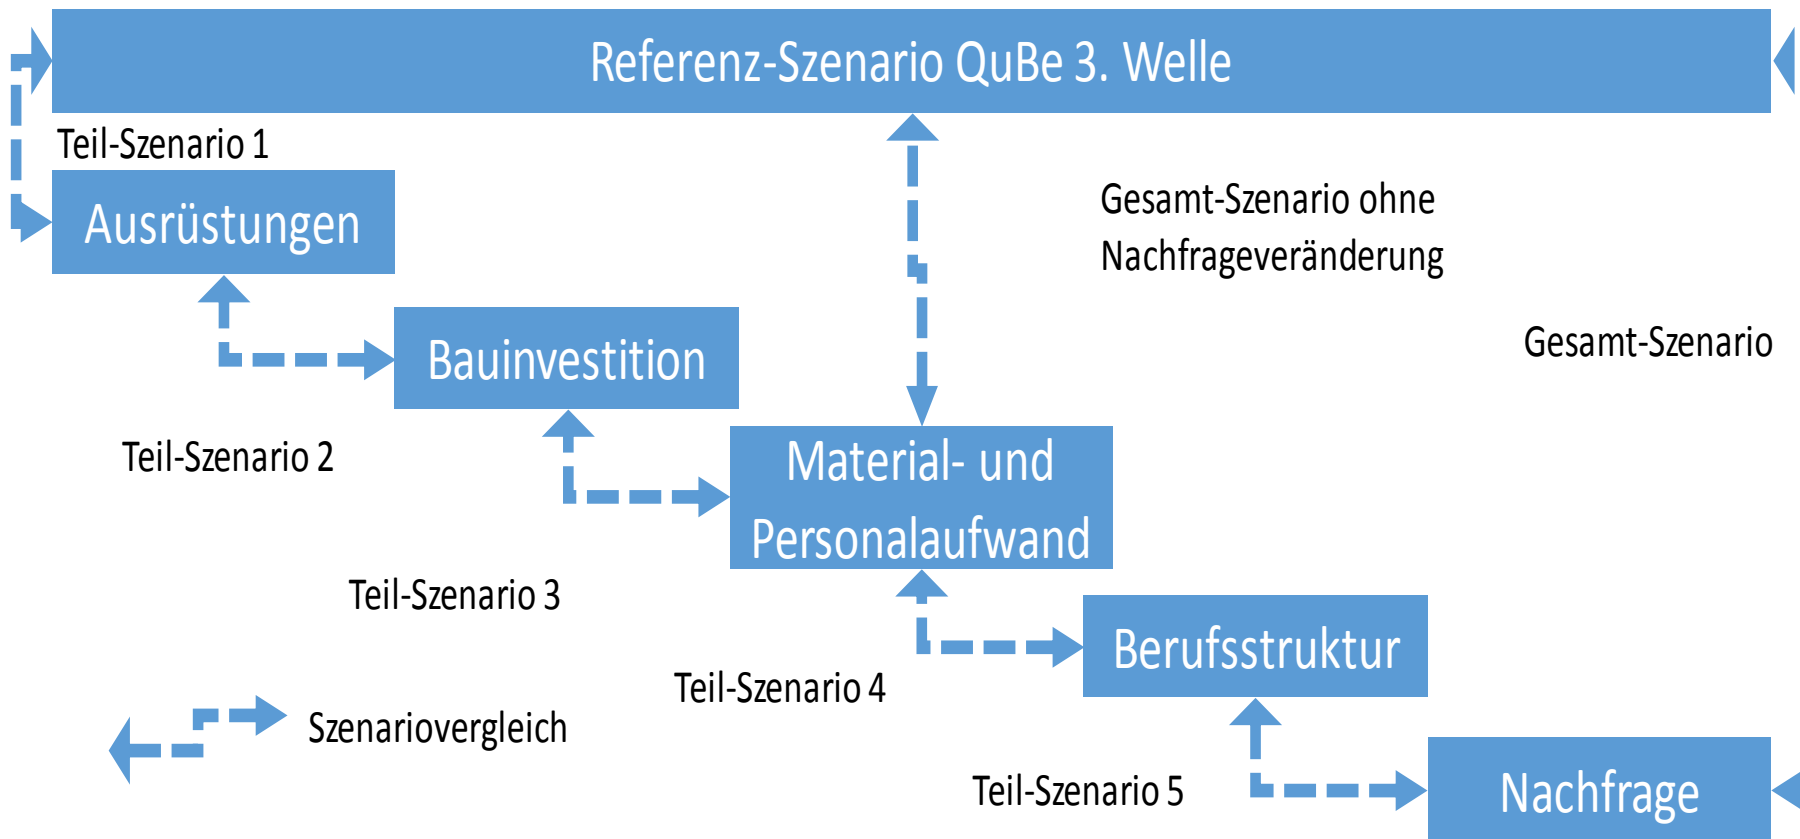 Referenz-Szenario QuBe 3. Welle
Teil-Szenario 1
Ausrüstungen
Gesamt-Szenario ohne
Nachfrageveränderung
Gesamt-Szenario
Bauinvestition
Teil-Szenario 2
Material- und
Personalaufwand
Teil-Szenario 3
Berufsstruktur
Teil-Szenario 4
Szenariovergleich
Teil-Szenario 5
Nachfrage